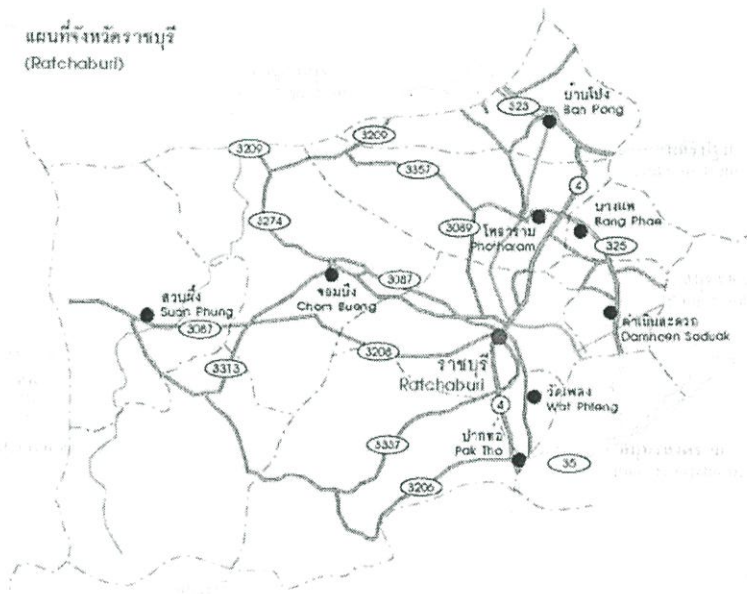 แผนที่จังหวัดราชบุรี
(Ratchaburi)
323
บ้านโป่ง
Ban Pong
3209
3209
3357
4
3274
3089
โพธาราม
Photharam
บางแพ
Bang Phae
325
จอมบึง
Chom Bueng
3087
สวนผึ้ง
Suan Phung
3087
ดำเนินสะดวก
Damnoen Saduak
3208
3313
ราชบุรี
Ratchaburi
4
วัดเพลง
Wat Phleng
3337
ปากท่อ
Pak Tho
35
3206